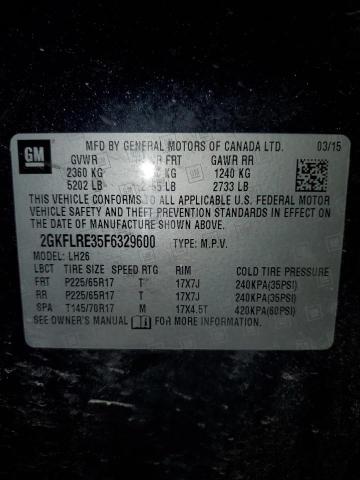 GM
MFD BY GENERAL MOTORS OF CANADA LTD. 03/15
GVWR FRT GAWR RR
2360 KG KG 1240 KG
5202 LB LB 2733 LB
THIS VEHICLE CONFORMS TO ALL APPLICABLE U.S. FEDERAL MOTOR
VEHICLE SAFETY AND THEFT PREVENTION STANDARDS IN EFFECT ON
THE DATE OF MANUFACTURE SHOWN ABOVE.
2GKFLRE35F6329600 TYPE: M.P.V.
MODEL: LH26
LBCT TIRE SIZE SPEED RTG RIM COLD TIRE PRESSURE
FRT P225/65R17 T 17X7J 240KPA(35PSI)
RR P225/65R17 T 17X7J 240KPA(35PSI)
SPA T145/70R17 M 17X4.5T 420KPA(60PSI)
SEE OWNER'S MANUAL FOR MORE INFORMATION.